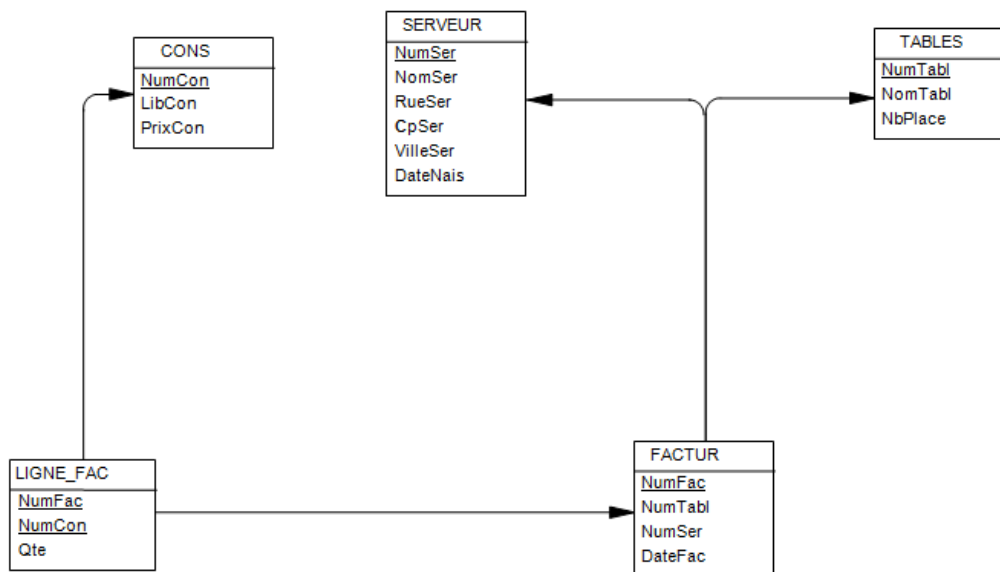 CONS
NumCon
LibCon
PrixCon
SERVEUR
NumSer
NomSer
RueSer
CpSer
VilleSer
DateNais
TABLES
NumTabl
NomTabl
NbPlace
LIGNE_FAC
NumFac
NumCon
Qte
FACTUR
NumFac
NumTabl
NumSer
DateFac